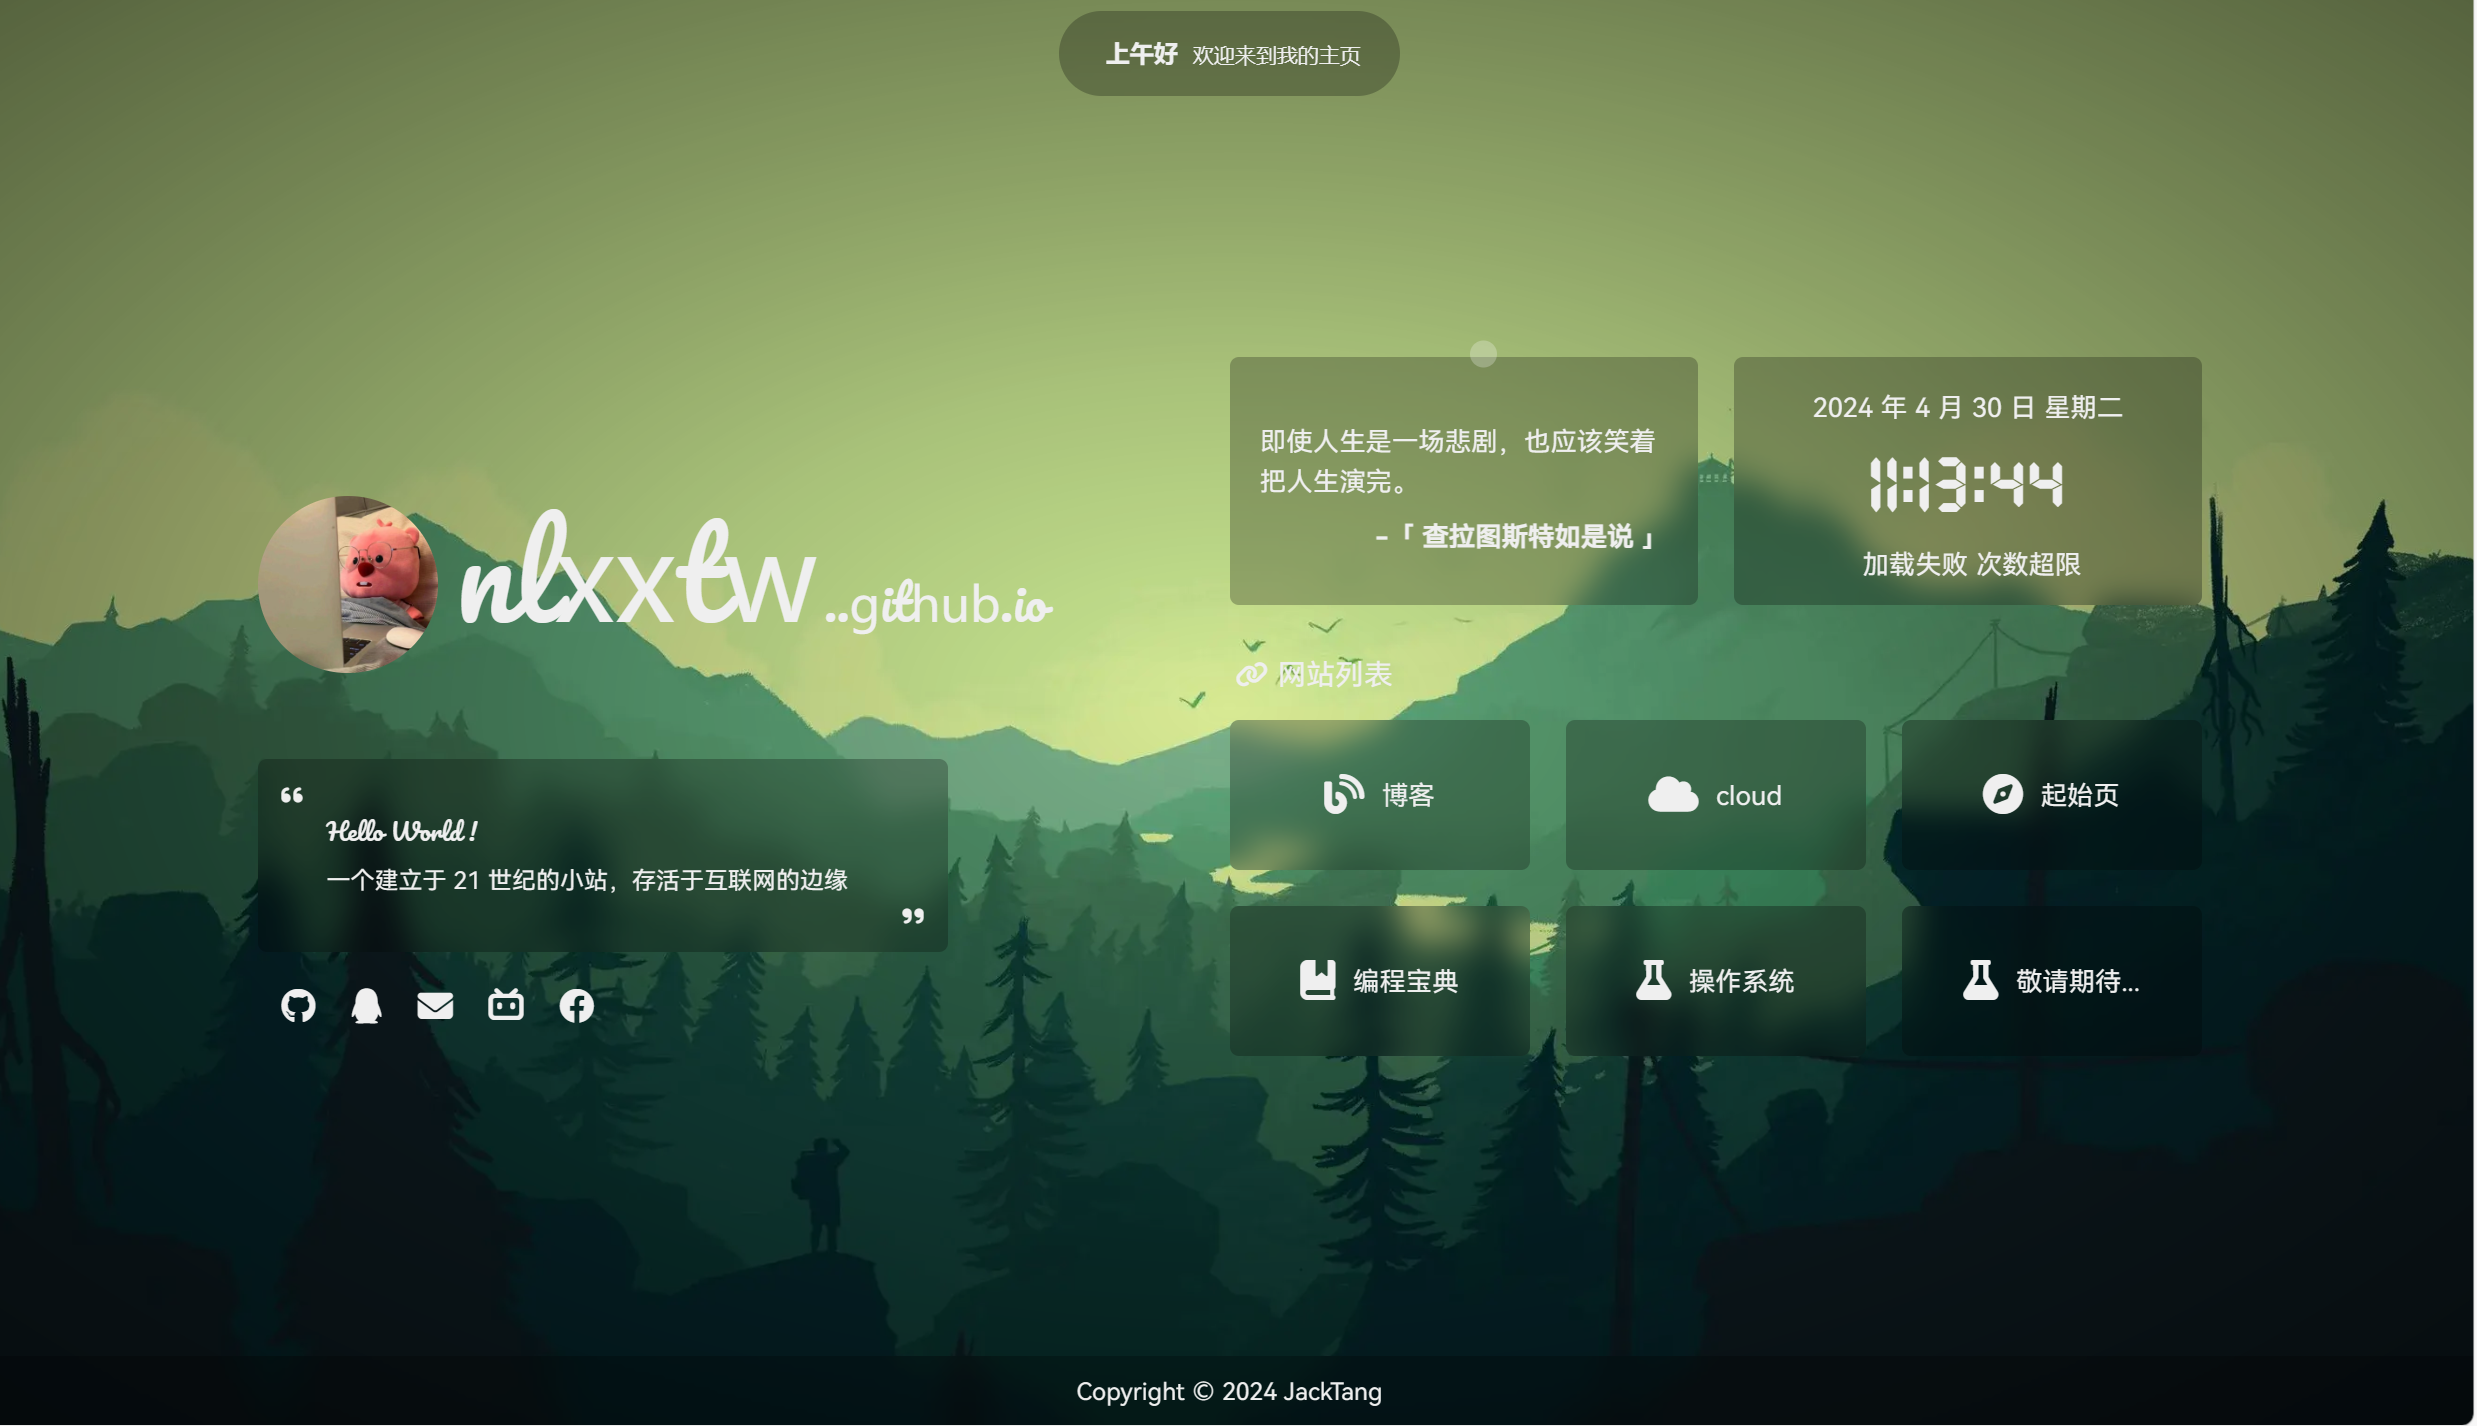 上午好 欢迎来到我的主页
nlxxtw..github.io
Hello World !
一个建立于 21 世纪的小站，存活于互联网的边缘
即使人生是一场悲剧，也应该笑着
把人生演完。
-「 查拉图斯特如是说 」
2024 年 4 月 30 日 星期二
11:13:44
加载失败 次数超限
网站列表
博客
cloud
起始页
编程宝典
操作系统
敬请期待...
Copyright © 2024 JackTang